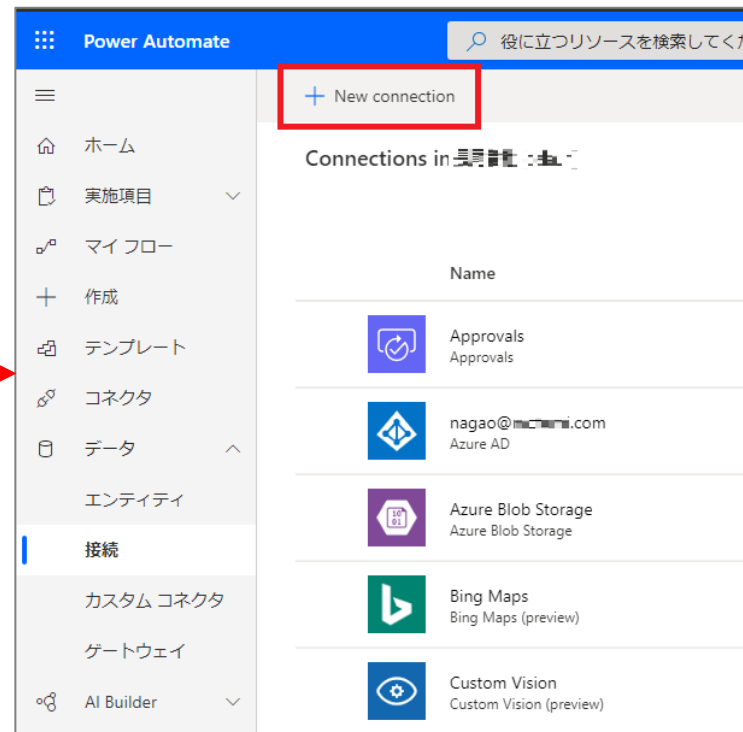 Power Automate
役に立つリソースを検索してくだ
New connection
ホーム
実施項目
マイ フロー
作成
テンプレート
コネクタ
データ
エンティティ
接続
カスタム コネクタ
ゲートウェイ
AI Builder
Connections in
Name
Approvals
Approvals
nagao@ .com
Azure AD
Azure Blob Storage
Azure Blob Storage
Bing Maps
Bing Maps (preview)
Custom Vision
Custom Vision (preview)